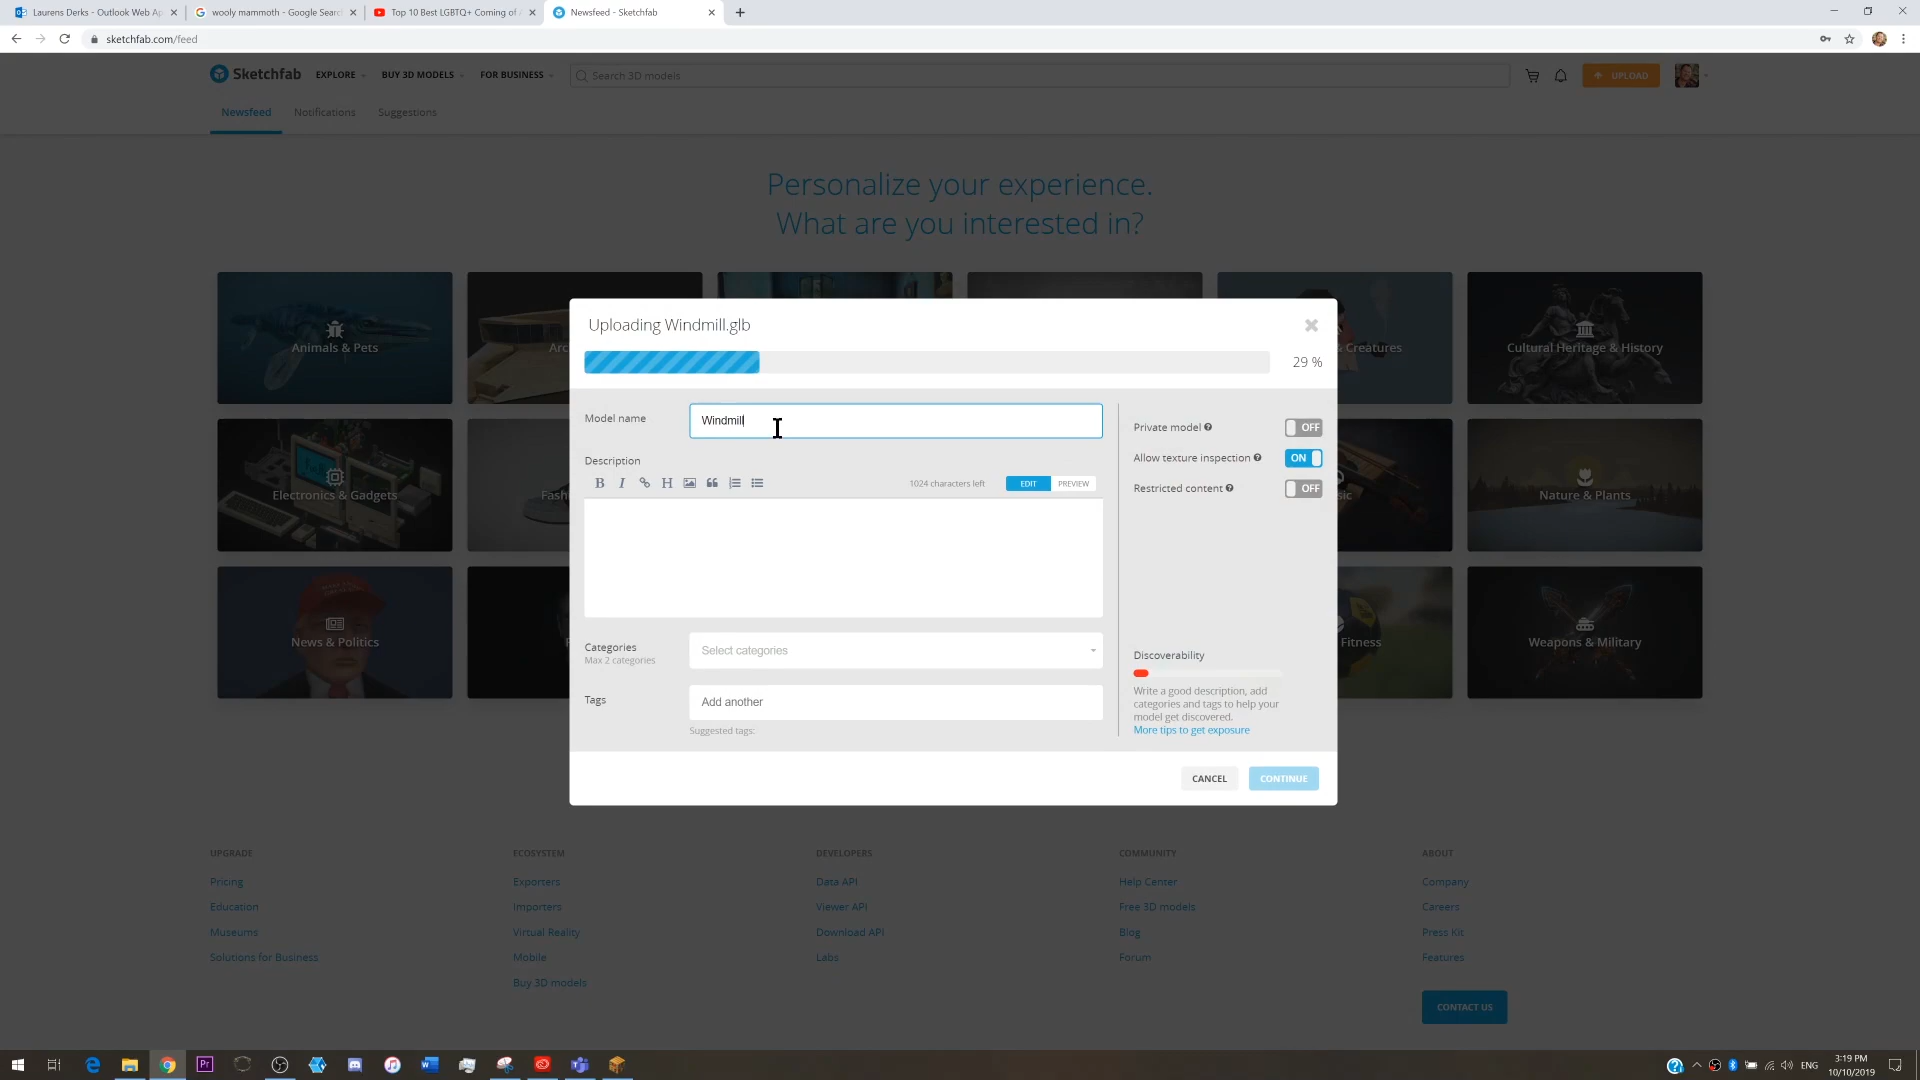 Laurens Derks - Outlook Web Ap
wooly mammoth - Google Search
Top 10 Best LGBTQ+ Coming of A
Newsfeed - Sketchfab
sketchfab.com/feed
Sketchfab
EXPLORE
BUY 3D MODELS
FOR BUSINESS
Search 3D models
UPLOAD
Newsfeed
Notifications
Suggestions
Personalize your experience.
What are you interested in?
Animals & Pets
& Creatures
Cultural Heritage & History
Electronics & Gadgets
Nature & Plants
News & Politics
Fitness
Weapons & Military
Uploading Windmill.glb
29 %
Model name
Windmill
Description
1024 characters left
EDIT
PREVIEW
Categories
Max 2 categories
Select categories
Tags
Add another
Suggested tags:
Private model
OFF
Allow texture inspection
ON
Restricted content
OFF
Discoverability
Write a good description, add
categories and tags to help your
model get discovered.
More tips to get exposure
CANCEL
CONTINUE
UPGRADE
Pricing
Education
Museums
Solutions for Business
ECOSYSTEM
Exporters
Importers
Virtual Reality
Mobile
Buy 3D models
DEVELOPERS
Data API
Viewer API
Download API
Labs
COMMUNITY
Help Center
Free 3D models
Blog
Forum
ABOUT
Company
Careers
Press Kit
Features
CONTACT US
Pr
ENG
3:19 PM
10/10/2019